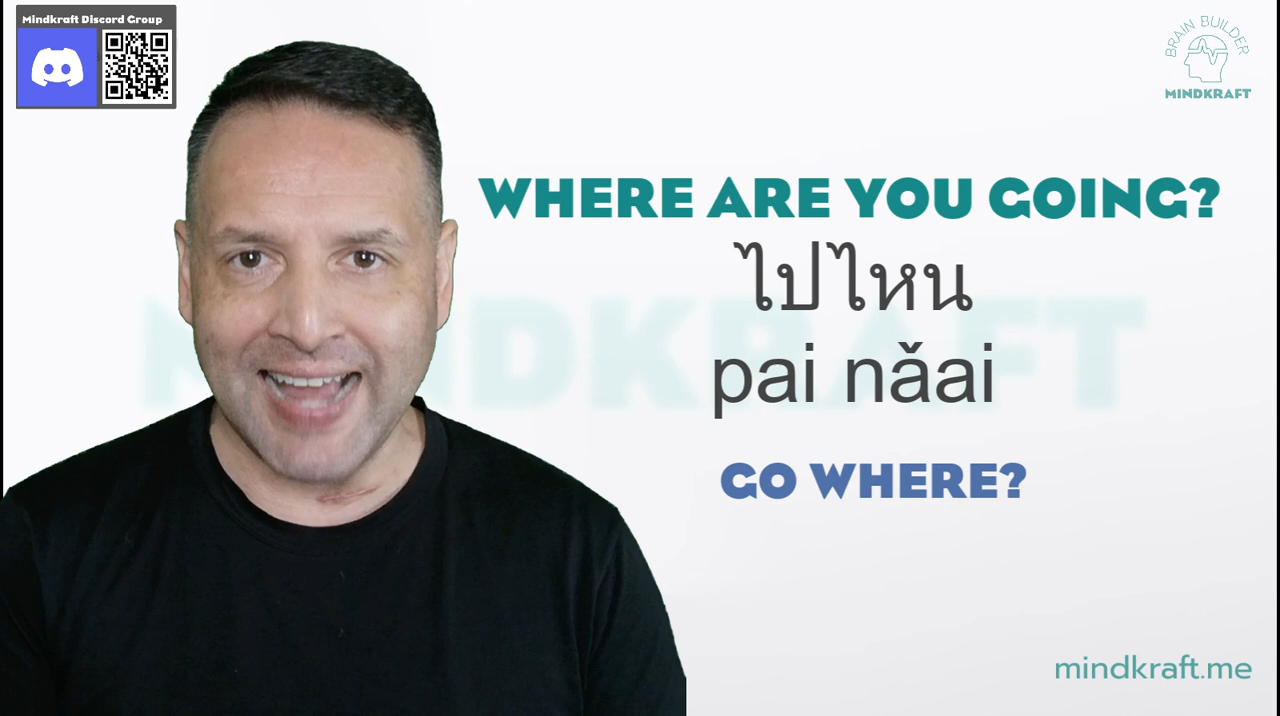 Mindkraft Discord Group
BRAIN BUILDER
MINDKRAFT
WHERE ARE YOU GOING?
ไปไหน
pai nǎai
GO WHERE?
MINDKRAFT
mindkraft.me